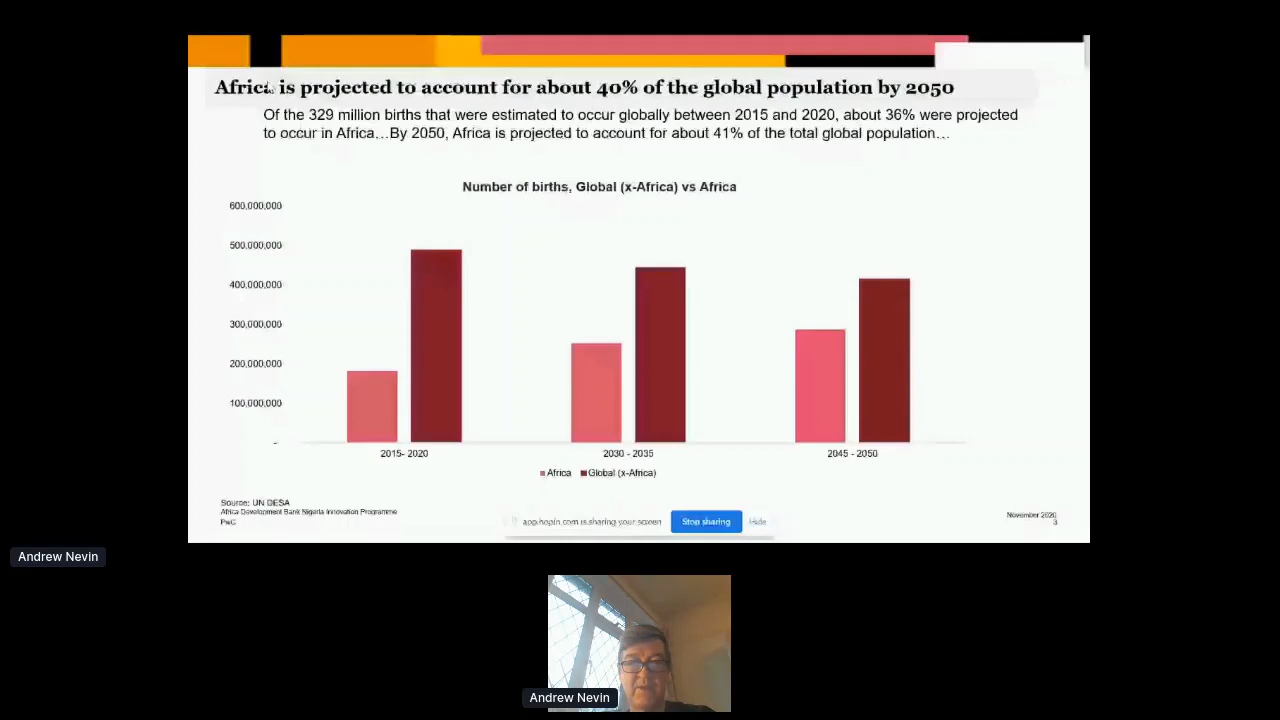 Africa is projected to account for about 40% of the global population by 2050
Of the 329 million births that were estimated to occur globally between 2015 and 2020, about 36% were projected
to occur in Africa…By 2050, Africa is projected to account for about 41% of the total global population…
Number of births, Global (x-Africa) vs Africa
600,000,000
500,000,000
400,000,000
300,000,000
200,000,000
100,000,000
-
2015- 2020
2030 - 2035
2045 - 2050
Africa
Global (x-Africa)
Source: UN DESA
Africa Development Bank Nigeria Innovation Programme
PwC
November 2020
3
app.hopin.com is sharing your screen
Stop sharing
Hide
Andrew Nevin
Andrew Nevin